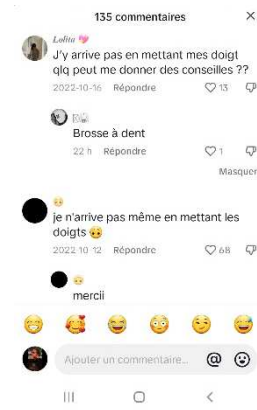 135 commentaires
Lolita 💖
J'y arrive pas en mettant mes doigt
qlq peut me donner des conseilles ??
2022-10-16 Répondre 13
Brosse à dent
22 h Répondre 1
Masquer
je n'arrive pas même en mettant les
doigts 🥺
2022-10-12 Répondre 68
mercii
Ajouter un commentaire... @